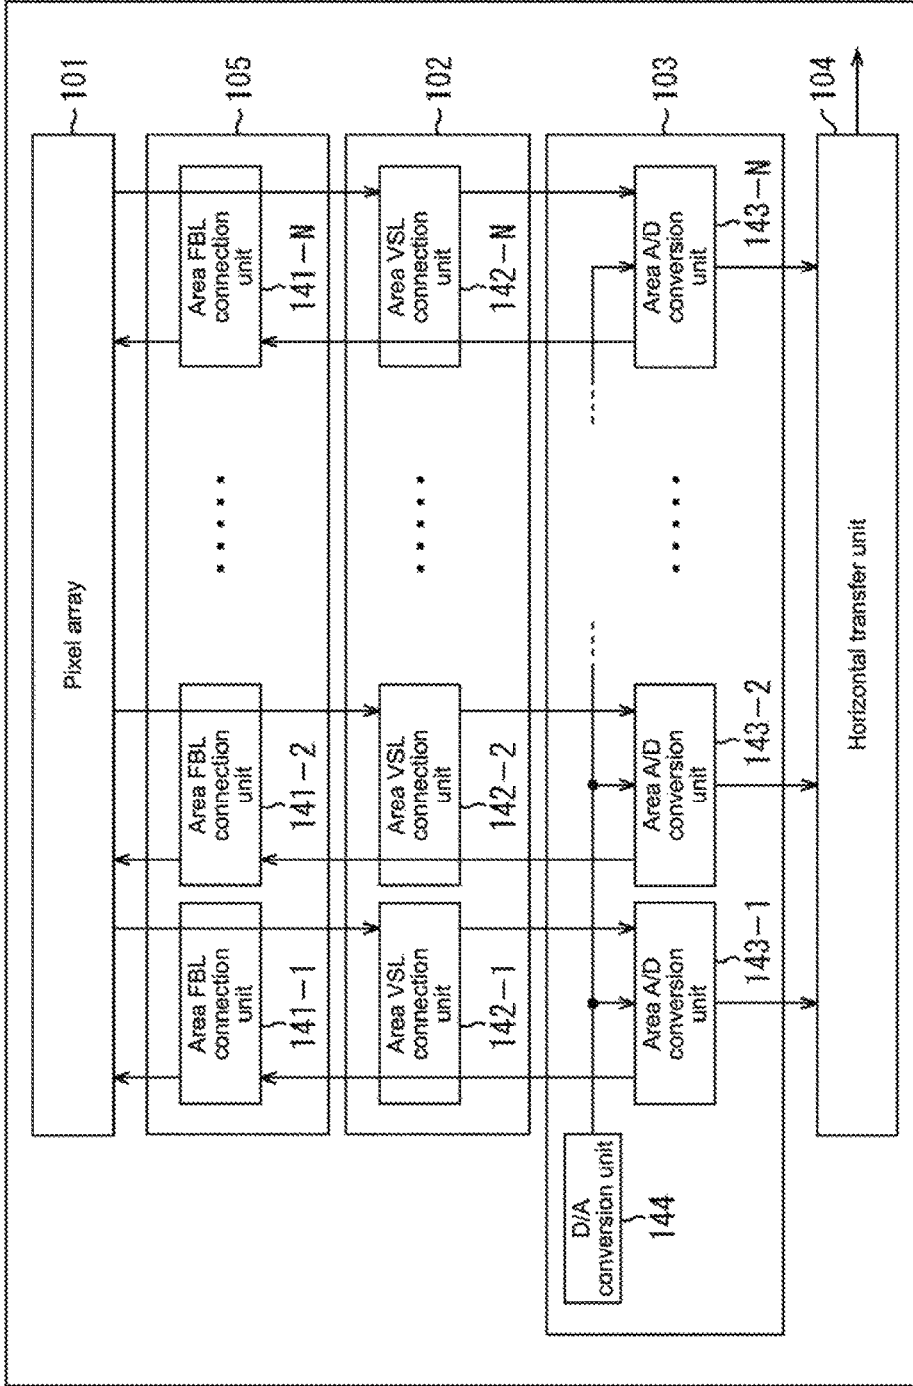 Pixel array
101
Area FBL
connection
unit
141-1
Area FBL
connection
unit
141-2
.....
Area FBL
connection
unit
141-N
105
Area VSL
connection
unit
142-1
Area VSL
connection
unit
142-2
.....
Area VSL
connection
unit
142-N
102
D/A
conversion unit
144
Area A/D
conversion
unit
143-1
Area A/D
conversion
unit
143-2
.....
Area A/D
conversion
unit
143-N
103
Horizontal transfer unit
104